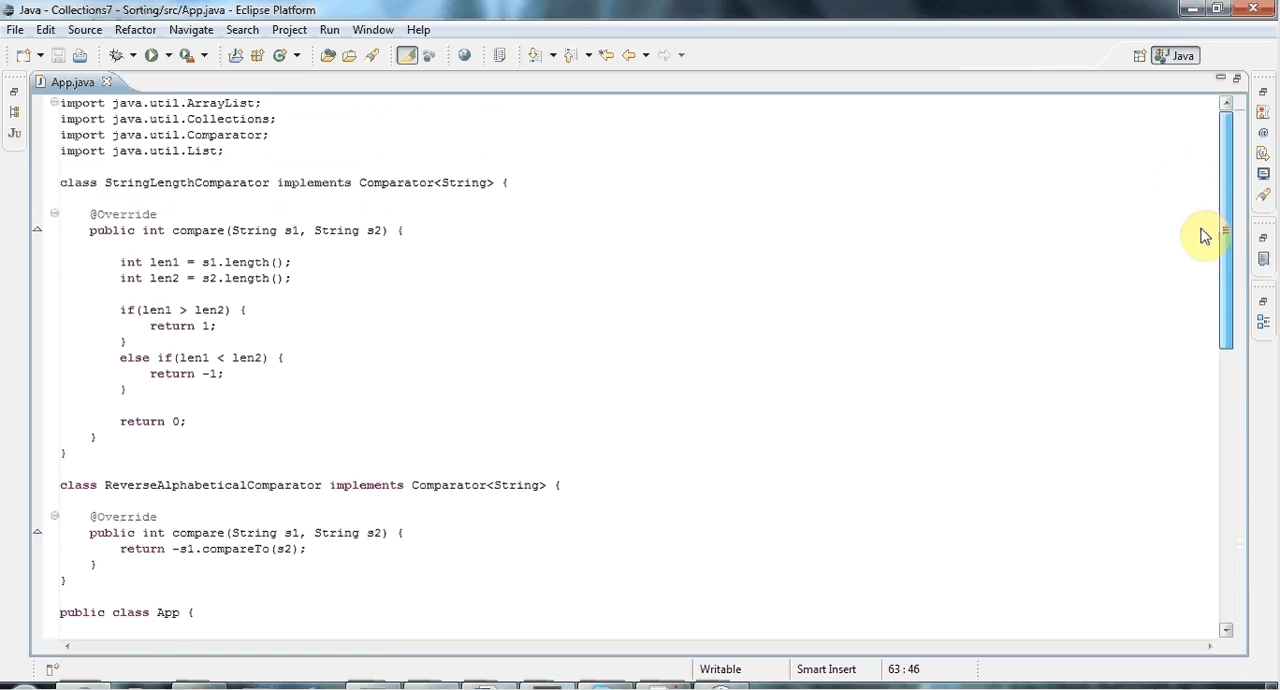 Java - Collections7 - Sorting/src/App.java - Eclipse Platform
File Edit Source Refactor Navigate Search Project Run Window Help
Java
App.java
import java.util.ArrayList;
import java.util.Collections;
import java.util.Comparator;
import java.util.List;
class StringLengthComparator implements Comparator<String> {
@Override
public int compare(String s1, String s2) {
int len1 = s1.length();
int len2 = s2.length();
if(len1 > len2) {
return 1;
}
else if(len1 < len2) {
return -1;
}
return 0;
}
}
class ReverseAlphabeticalComparator implements Comparator<String> {
@Override
public int compare(String s1, String s2) {
return -s1.compareTo(s2);
}
}
public class App {
Writable Smart Insert 63 : 46